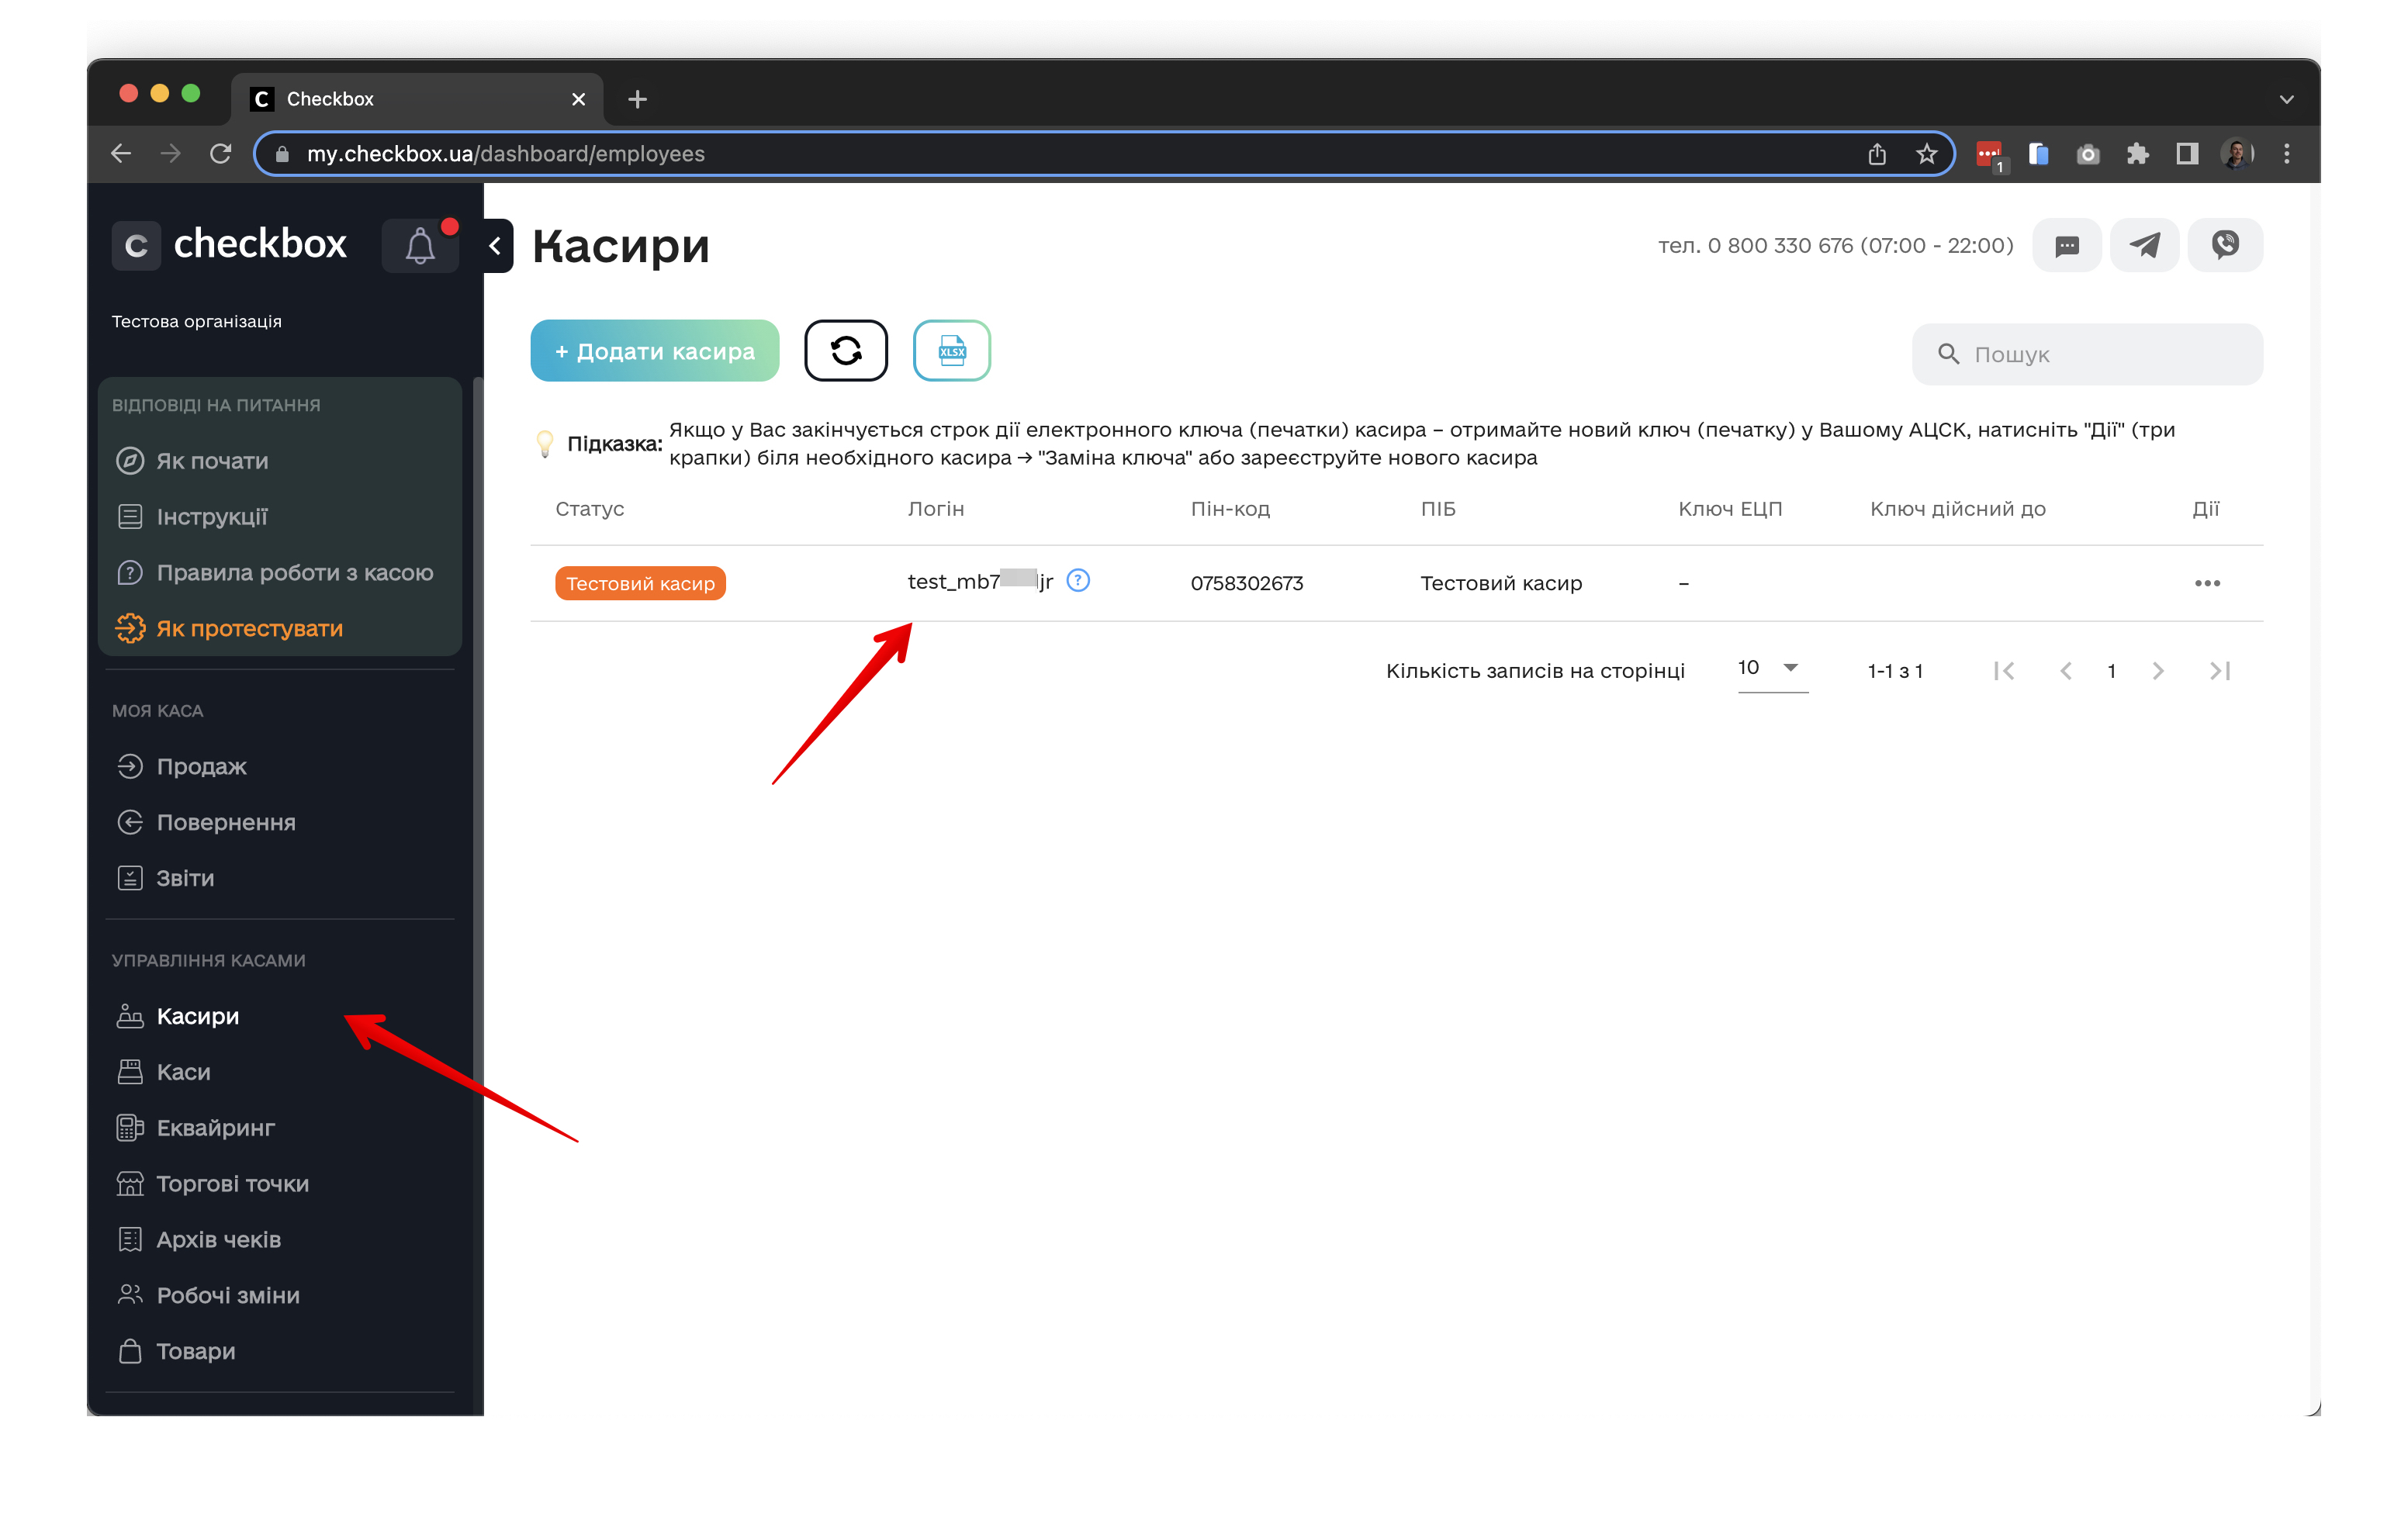 Checkbox
my.checkbox.ua/dashboard/employees
1
C checkbox
Тестова організація
ВІДПОВІДІ НА ПИТАННЯ
Як почати
Інструкції
Правила роботи з касою
Як протестувати
МОЯ КАСА
Продаж
Повернення
Звіти
УПРАВЛІННЯ КАСАМИ
Касири
Каси
Еквайринг
Торгові точки
Архів чеків
Робочі зміни
Товари
Касири
тел. 0 800 330 676 (07:00 - 22:00)
+ Додати касира
XLSX
Пошук
Підказка: Якщо у Вас закінчується строк дії електронного ключа (печатки) касира – отримайте новий ключ (печатку) у Вашому АЦСК, натисніть "Дії" (три
крапки) біля необхідного касира → "Заміна ключа" або зареєструйте нового касира
Статус Логін Пін-код ПІБ Ключ ЕЦП Ключ дійсний до Дії
Тестовий касир test_mb7 jr 0758302673 Тестовий касир –
Кількість записів на сторінці 10 1-1 з 1 1